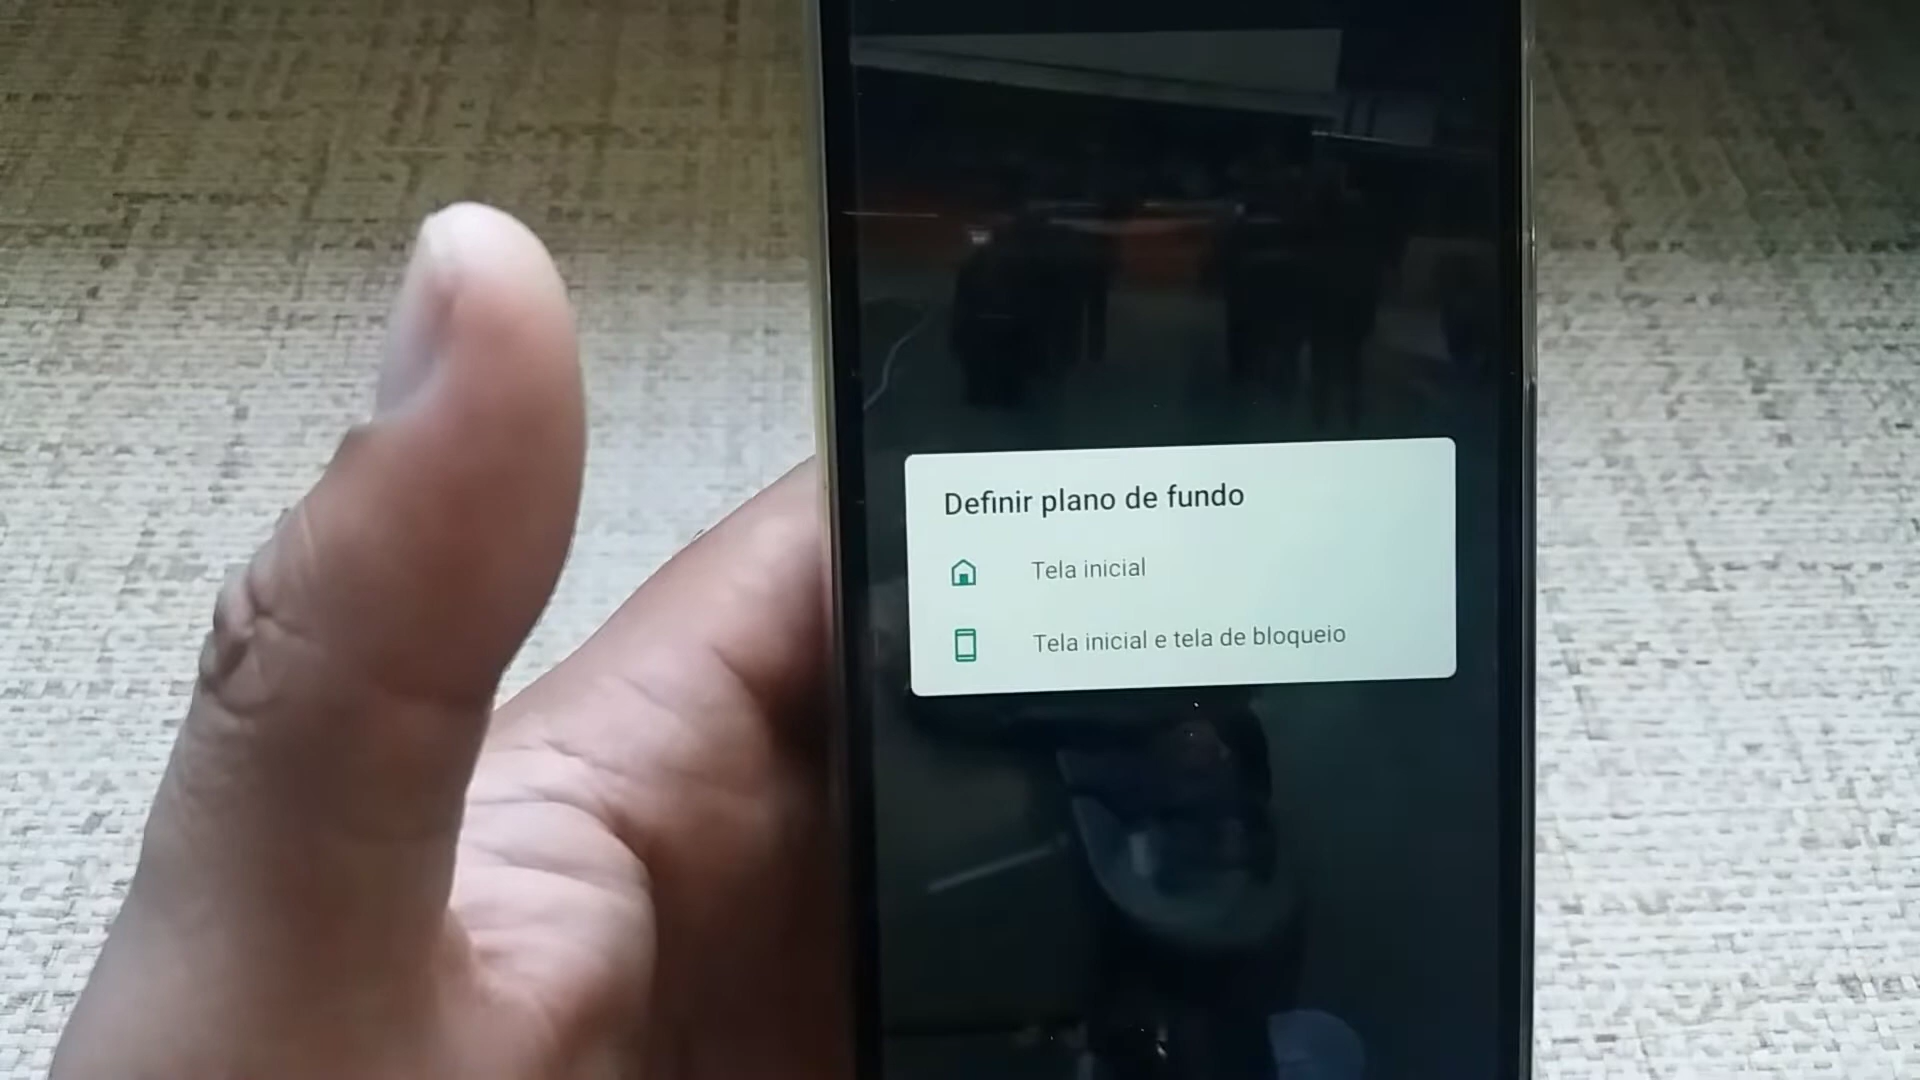 Definir plano de fundo
Tela inicial
Tela inicial e tela de bloqueio